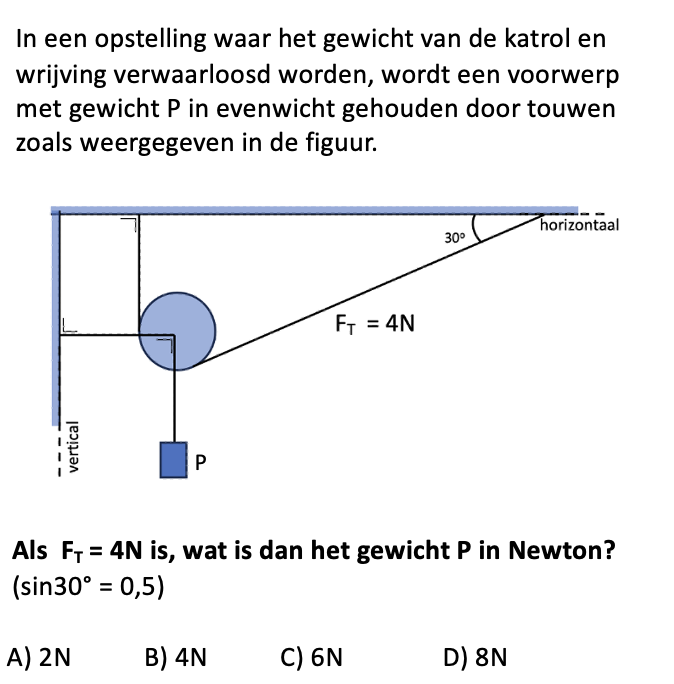 In een opstelling waar het gewicht van de katrol en
wrijving verwaarloosd worden, wordt een voorwerp
met gewicht P in evenwicht gehouden door touwen
zoals weergegeven in de figuur.
horizontaal
30°
F_T = 4N
vertical
P
Als F_T = 4N is, wat is dan het gewicht P in Newton?
(sin30° = 0,5)
A) 2N B) 4N C) 6N D) 8N